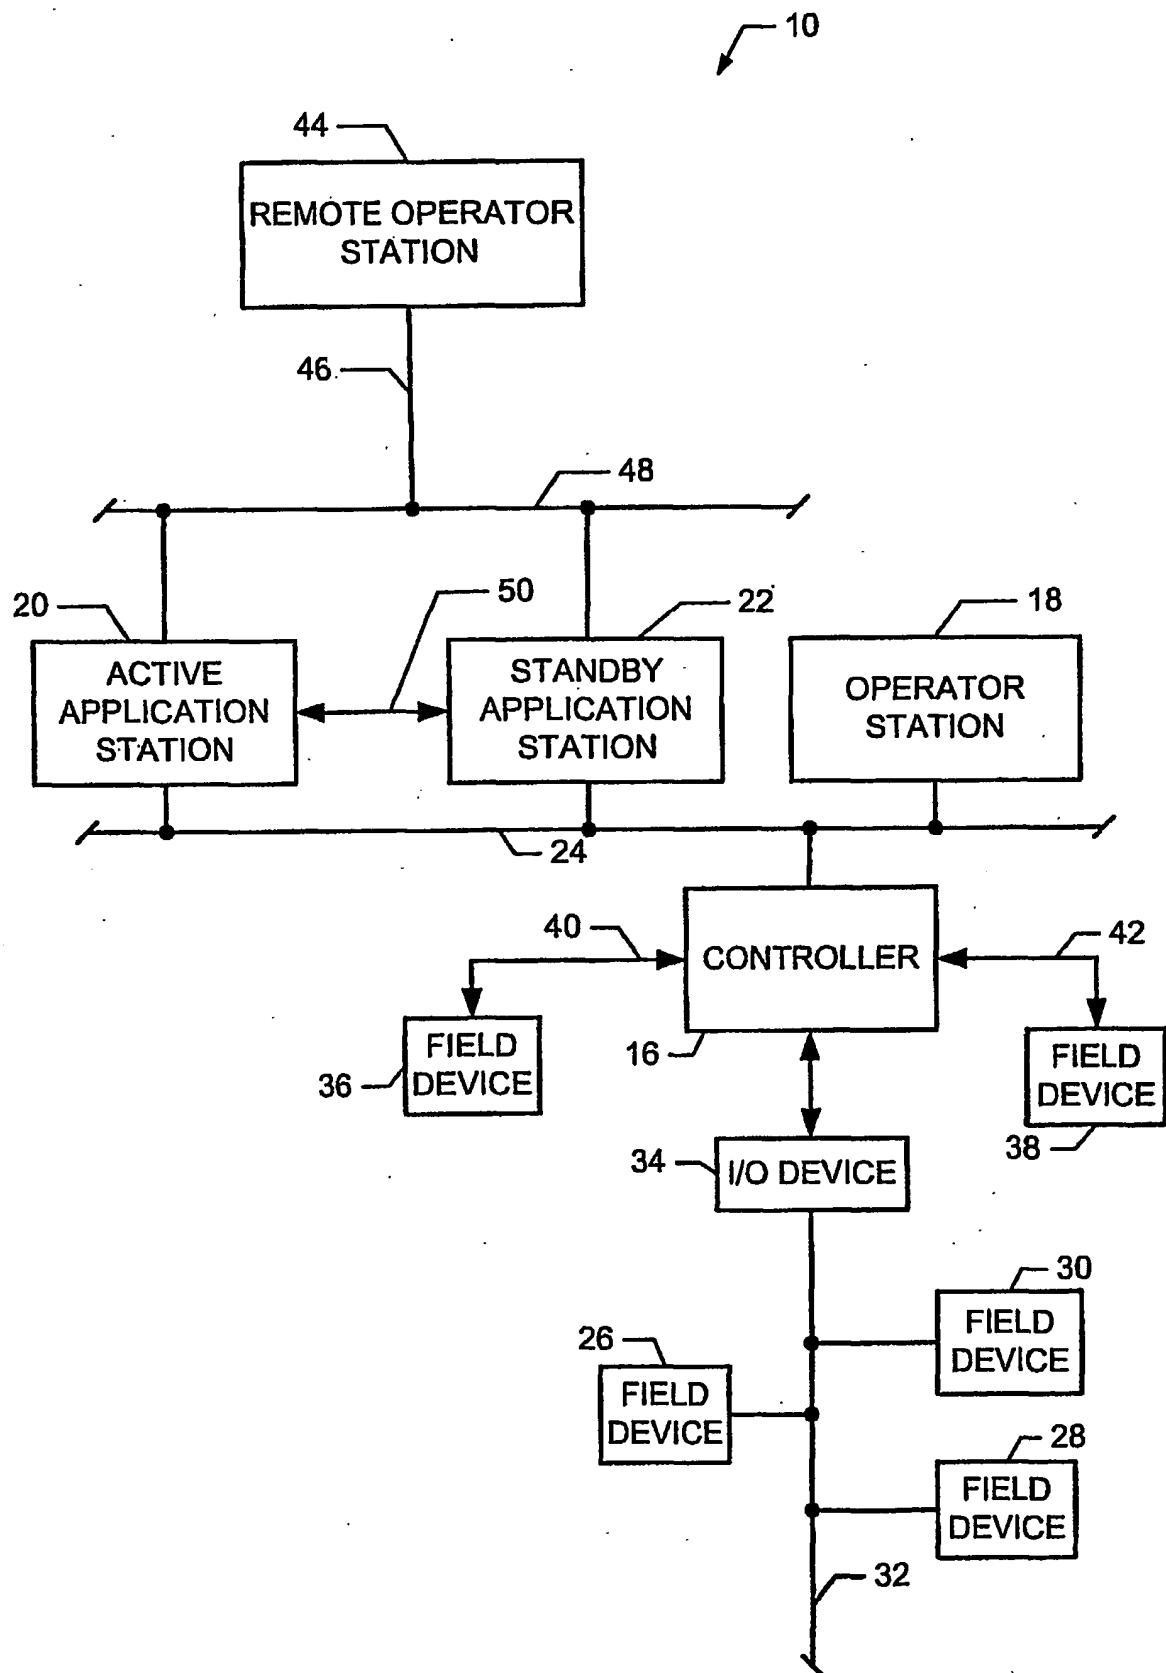 10
44
REMOTE OPERATOR
STATION
46
48
20
50
22
18
ACTIVE
APPLICATION
STATION
STANDBY
APPLICATION
STATION
OPERATOR
STATION
24
40
CONTROLLER
42
36
FIELD
DEVICE
16
FIELD
DEVICE
38
34
I/O DEVICE
30
FIELD
DEVICE
26
FIELD
DEVICE
28
FIELD
DEVICE
32